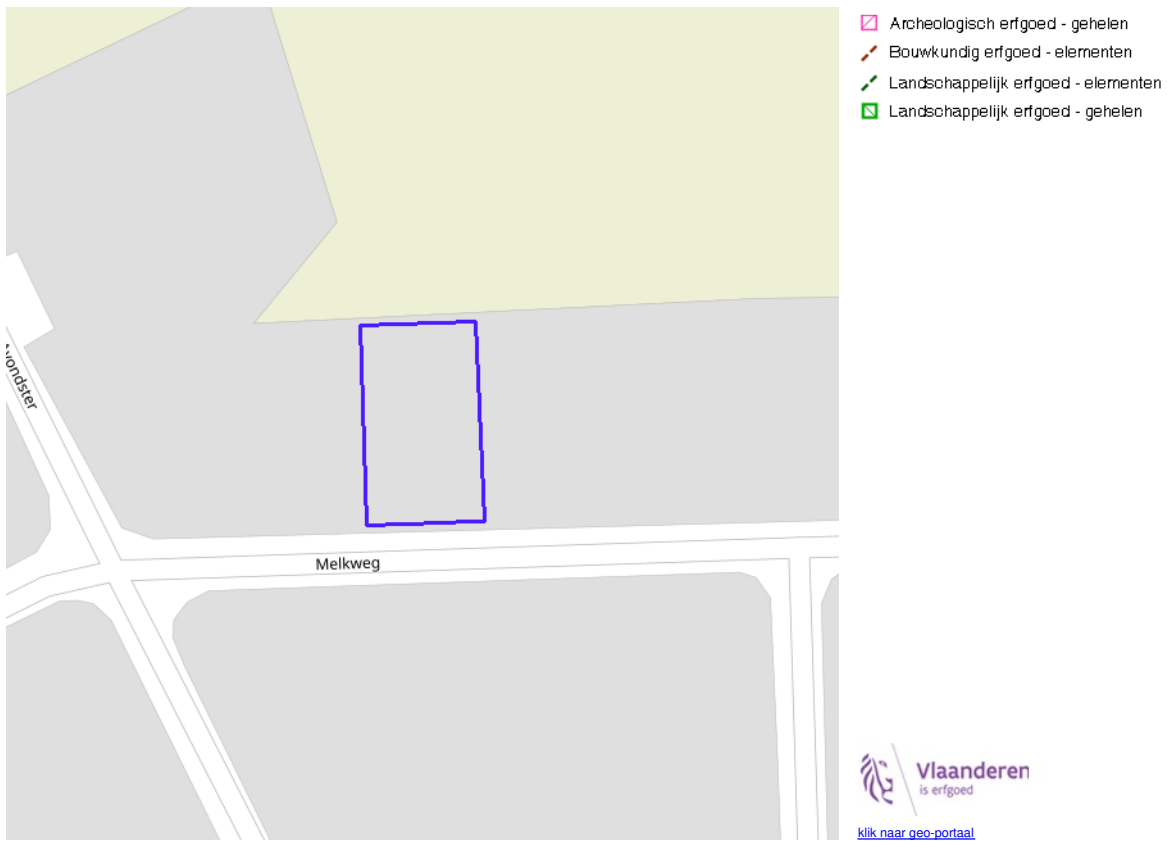 Archeologisch erfgoed - gehelen
Bouwkundig erfgoed - elementen
Landschappelijk erfgoed - elementen
Landschappelijk erfgoed - gehelen
Melkweg
Vlaanderen
is erfgoed
klik naar geo-portaal